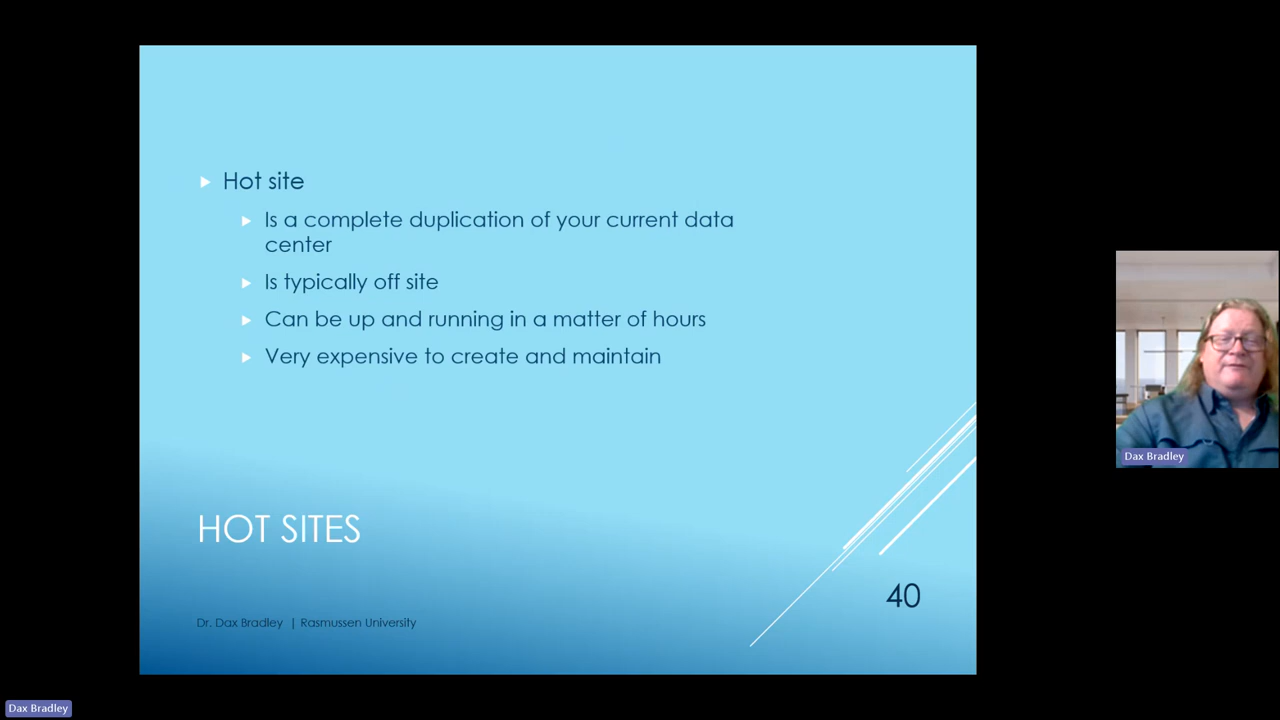 Hot site
Is a complete duplication of your current data
center
Is typically off site
Can be up and running in a matter of hours
Very expensive to create and maintain
HOT SITES
40
Dr. Dax Bradley | Rasmussen University
Dax Bradley
Dax Bradley